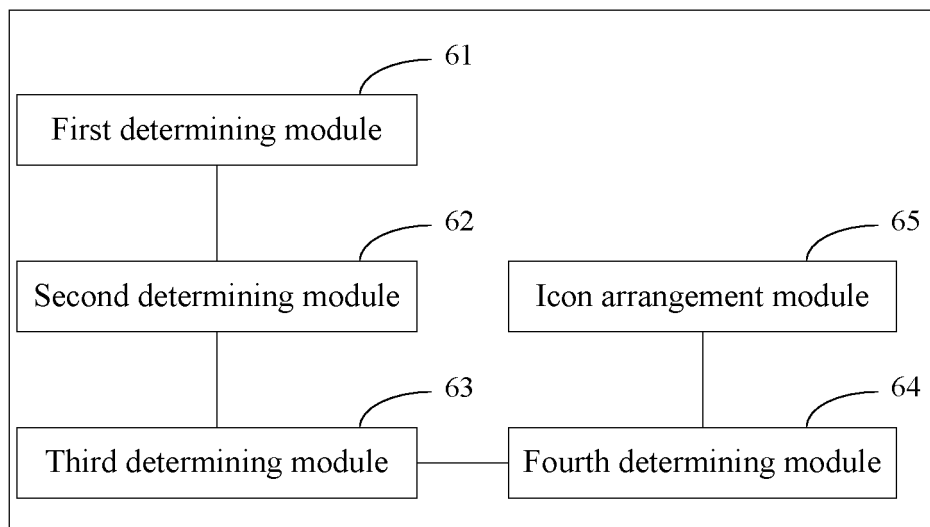 61
First determining module
62
Second determining module
65
Icon arrangement module
63
Third determining module
64
Fourth determining module